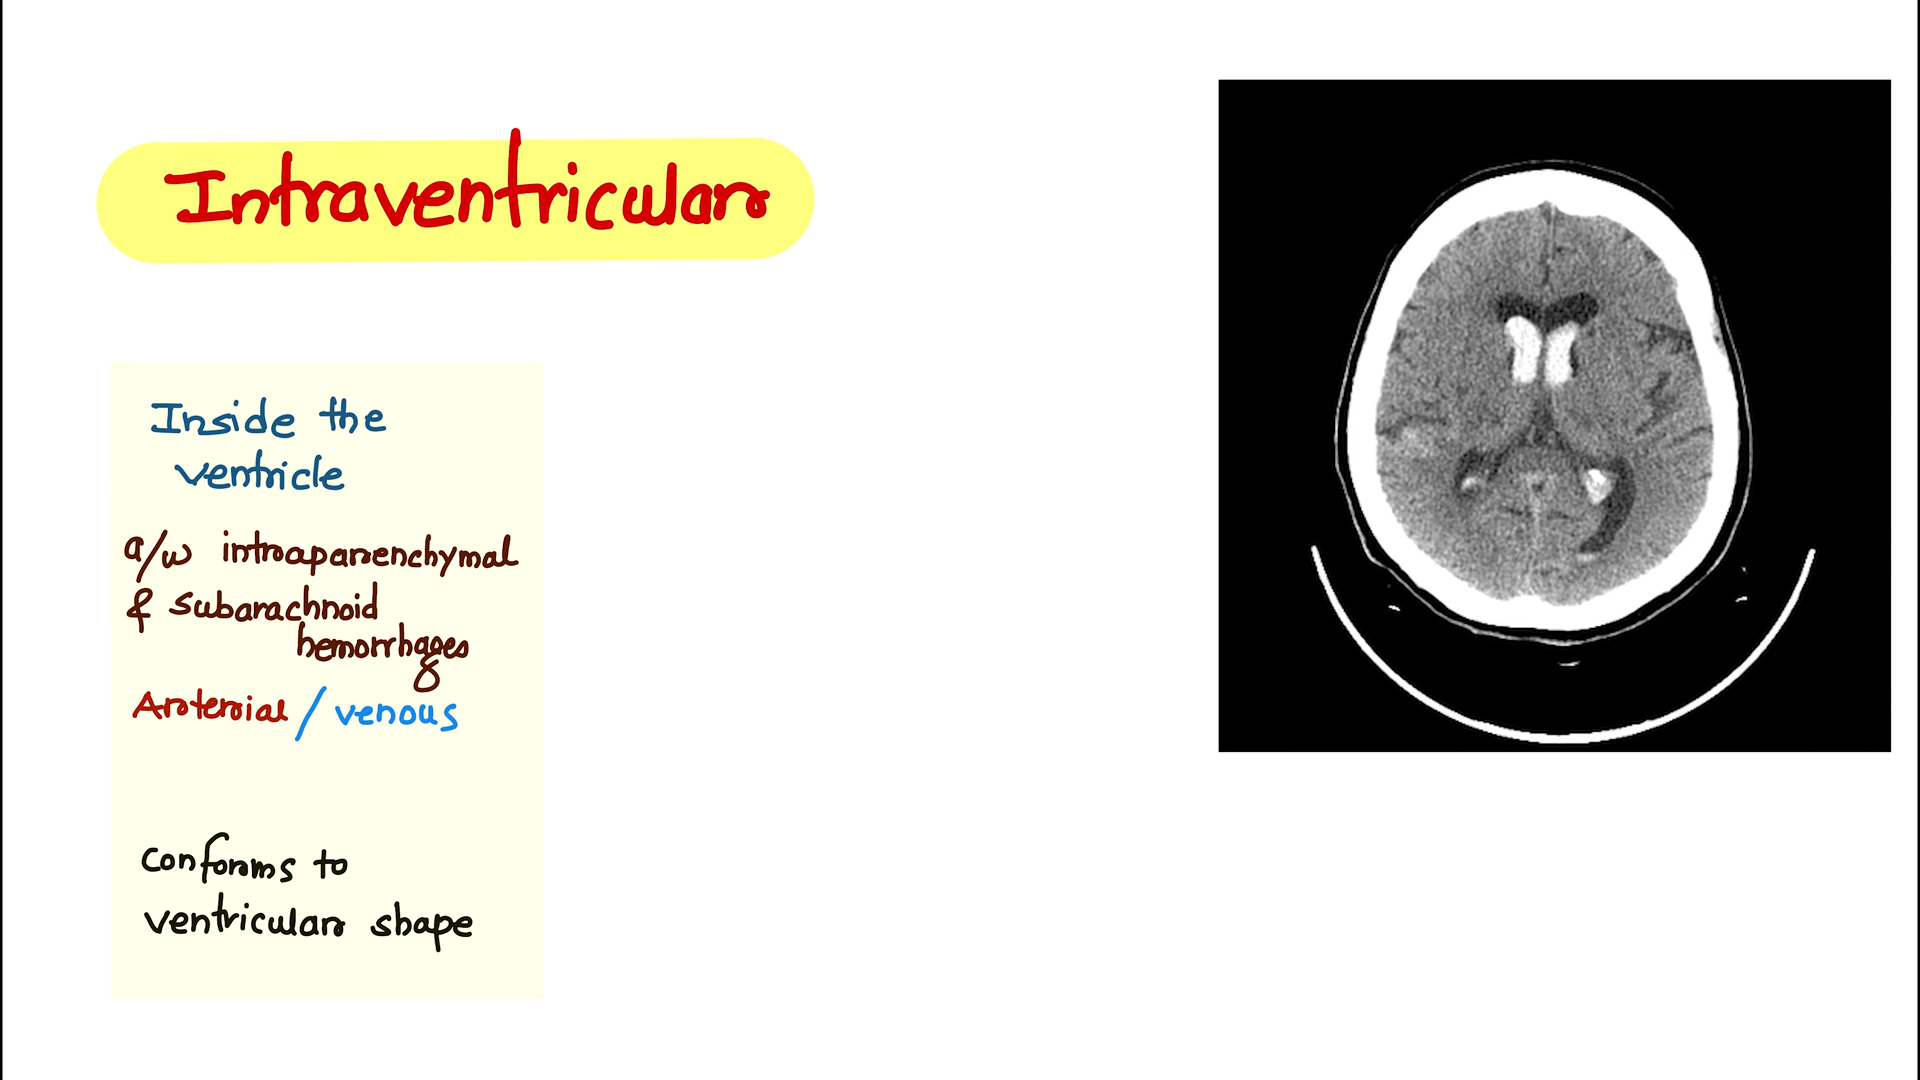 Intraventricular
Inside the
ventricle
a/w intraparenchymal
& subarachnoid
hemorrhages
Arterial / venous
conforms to
ventricular shape